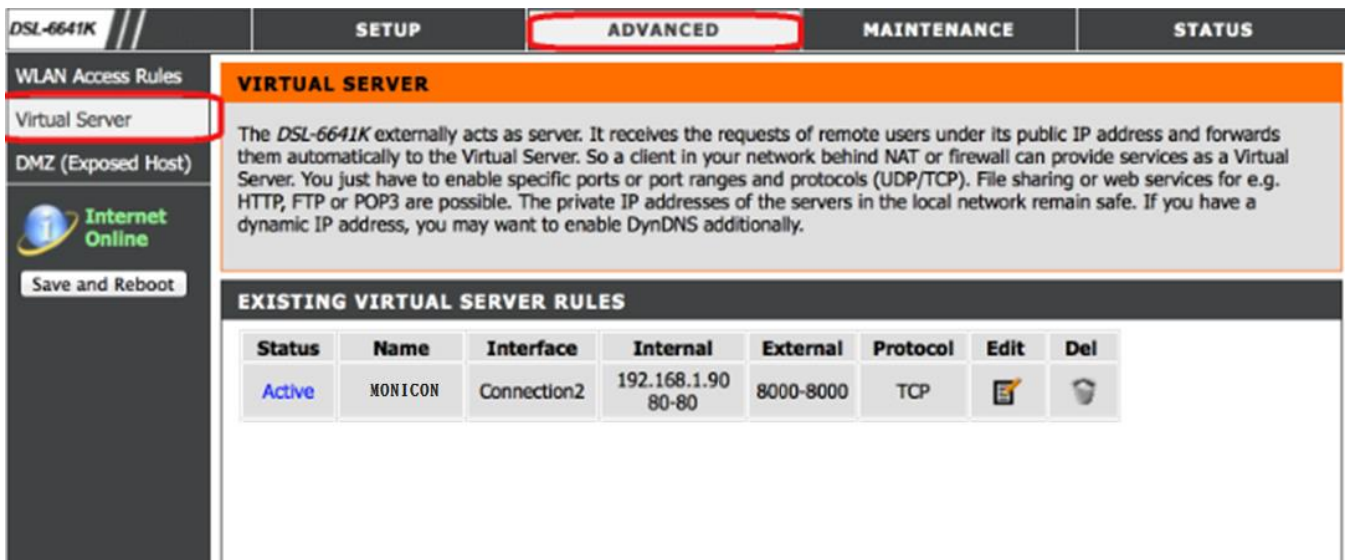 DSL-6641K
SETUP
ADVANCED
MAINTENANCE
STATUS
WLAN Access Rules
Virtual Server
DMZ (Exposed Host)
Internet
Online
Save and Reboot
VIRTUAL SERVER
The DSL-6641K externally acts as server. It receives the requests of remote users under its public IP address and forwards
them automatically to the Virtual Server. So a client in your network behind NAT or firewall can provide services as a Virtual
Server. You just have to enable specific ports or port ranges and protocols (UDP/TCP). File sharing or web services for e.g.
HTTP, FTP or POP3 are possible. The private IP addresses of the servers in the local network remain safe. If you have a
dynamic IP address, you may want to enable DynDNS additionally.
EXISTING VIRTUAL SERVER RULES
Status Name Interface Internal External Protocol Edit Del
Active MONICON Connection2 192.168.1.90 8000-8000 TCP
80-80